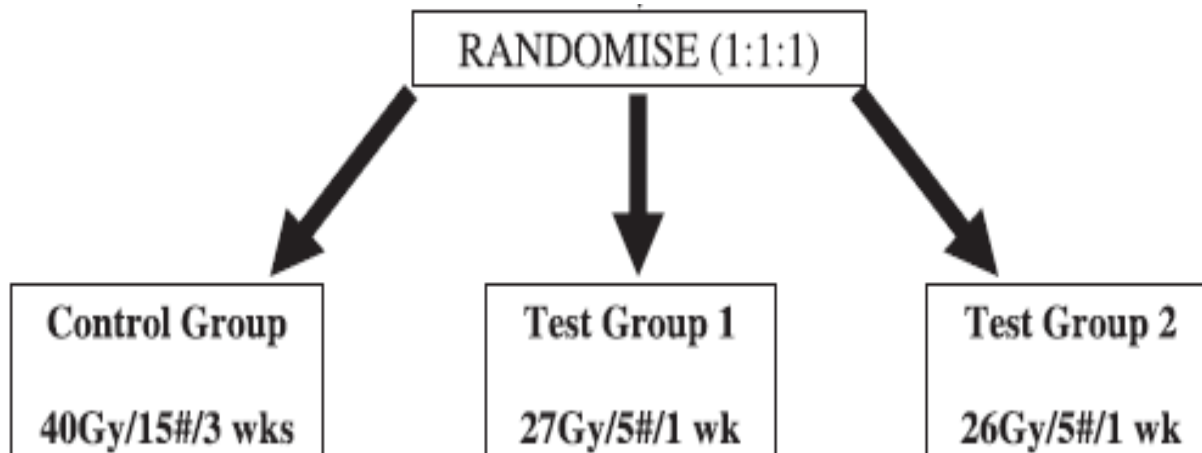 RANDOMISE (1:1:1)
Control Group
40Gy/15#/3 wks
Test Group 1
27Gy/5#/1 wk
Test Group 2
26Gy/5#/1 wk